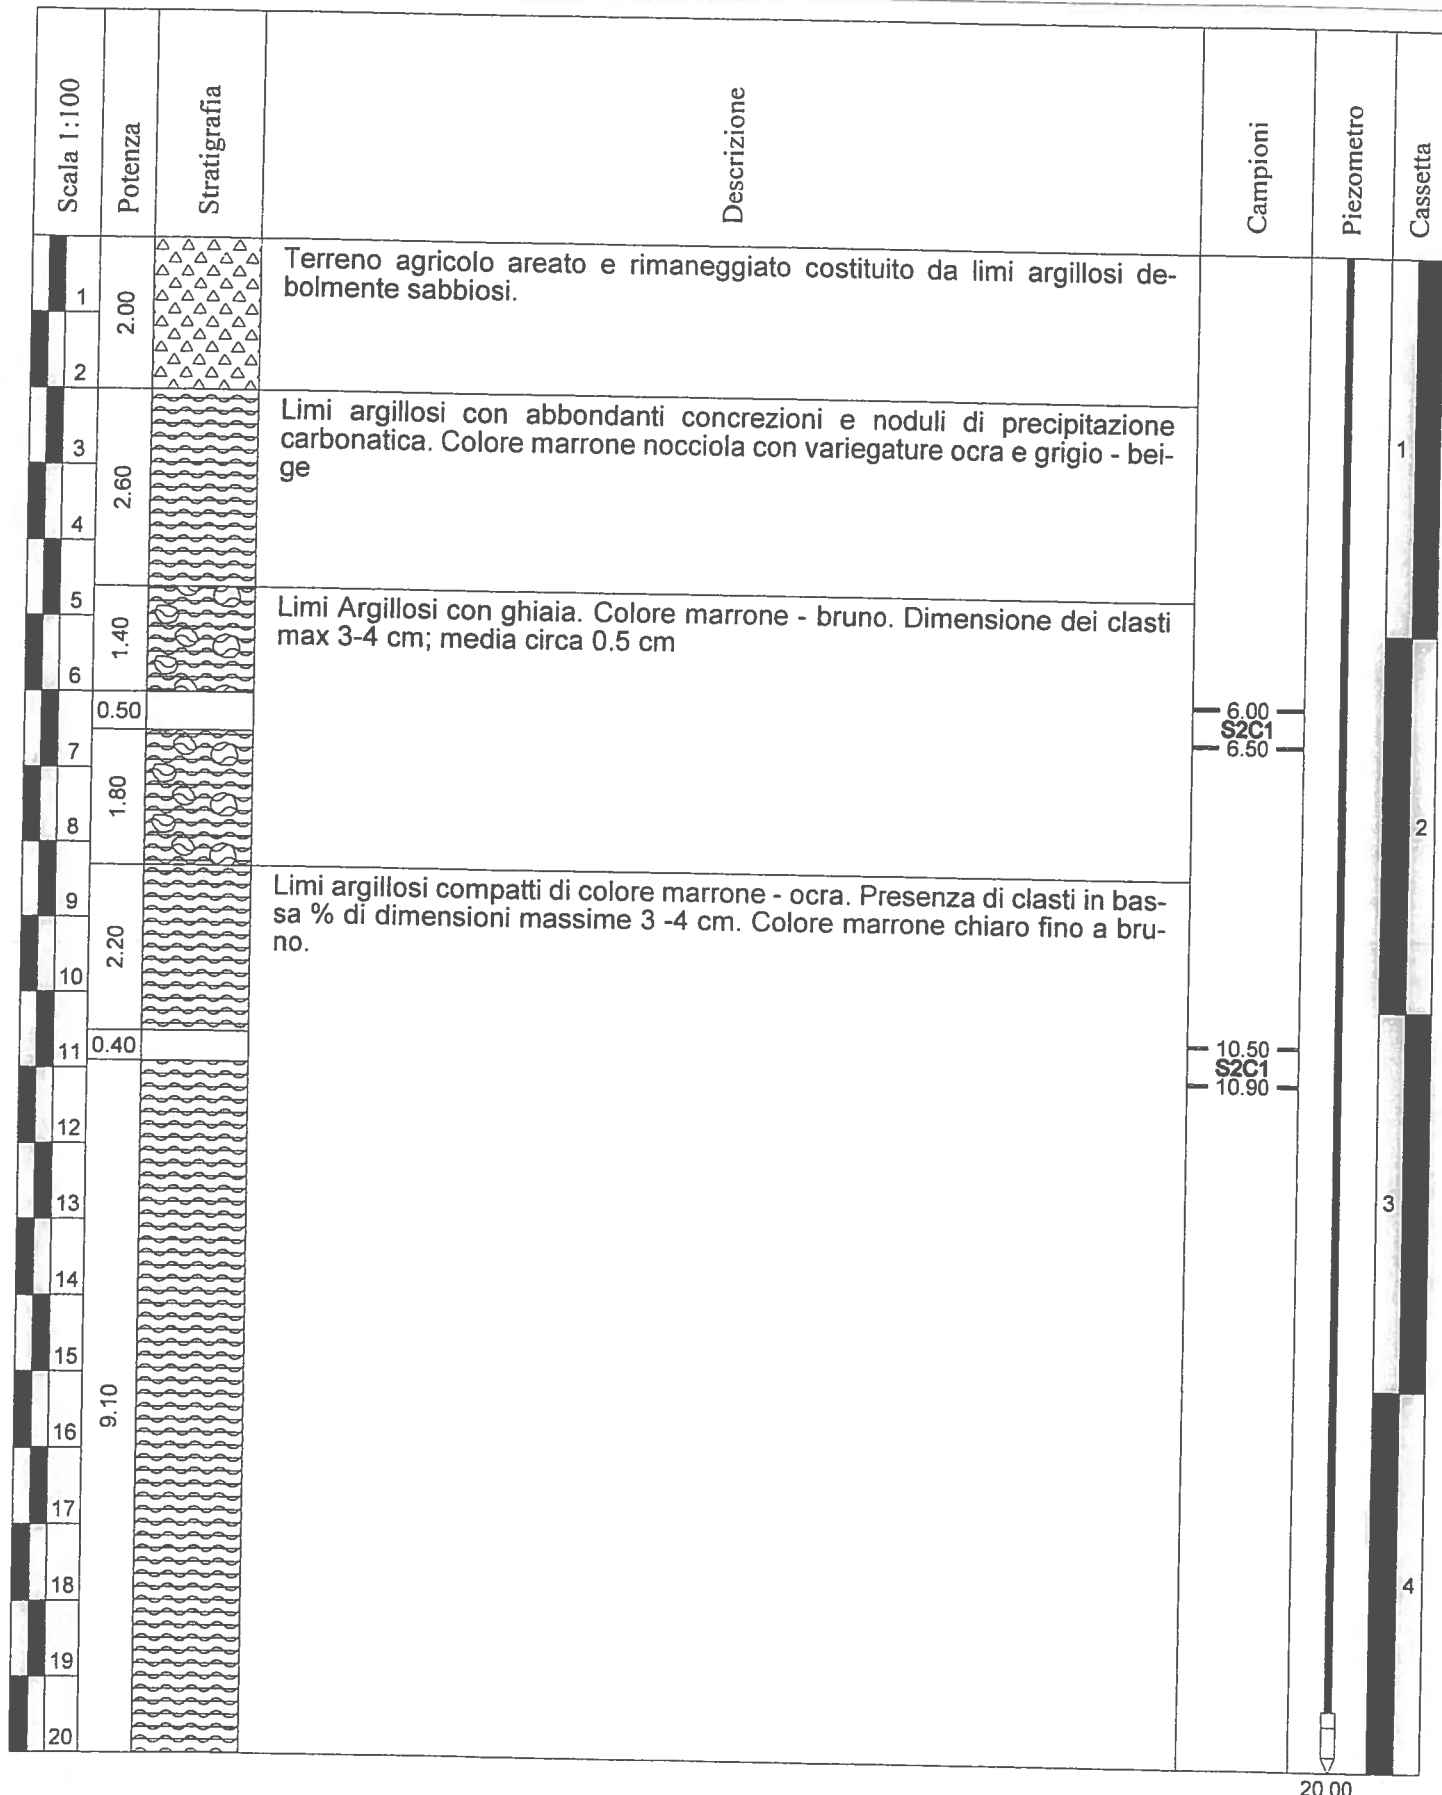 Scala 1:100
Potenza
Stratigrafia
Descrizione
Campioni
Piezometro
Cassetta
1
2
3
4
5
6
7
8
9
10
11
12
13
14
15
16
17
18
19
20
2.00
2.60
1.40
0.50
1.80
2.20
0.40
9.10
Terreno agricolo areato e rimaneggiato costituito da limi argillosi de-
bolmente sabbiosi.
Limi argillosi con abbondanti concrezioni e noduli di precipitazione
carbonatica. Colore marrone nocciola con variegature ocra e grigio - bei-
ge
Limi Argillosi con ghiaia. Colore marrone - bruno. Dimensione dei clasti
max 3-4 cm; media circa 0.5 cm
Limi argillosi compatti di colore marrone - ocra. Presenza di clasti in bas-
sa % di dimensioni massime 3 -4 cm. Colore marrone chiaro fino a bru-
no.
6.00
S2C1
6.50
10.50
S2C1
10.90
20.00
1
2
3
4